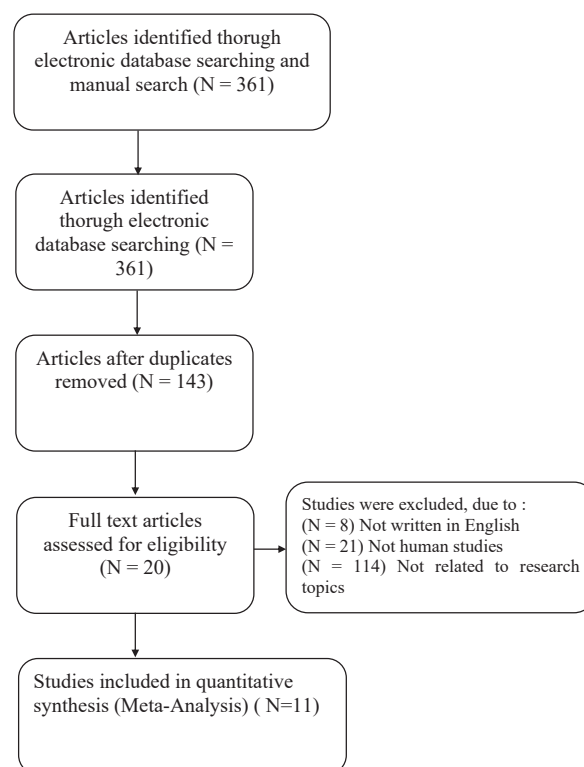 Articles identified thorugh
electronic database searching and
manual search (N = 361)
Articles identified
thorugh electronic
database searching (N =
361)
Articles after duplicates
removed (N = 143)
Full text articles
assessed for eligibility
(N = 20)
Studies were excluded, due to :
(N = 8) Not written in English
(N = 21) Not human studies
(N = 114) Not related to research
topics
Studies included in quantitative
synthesis (Meta-Analysis) ( N=11)